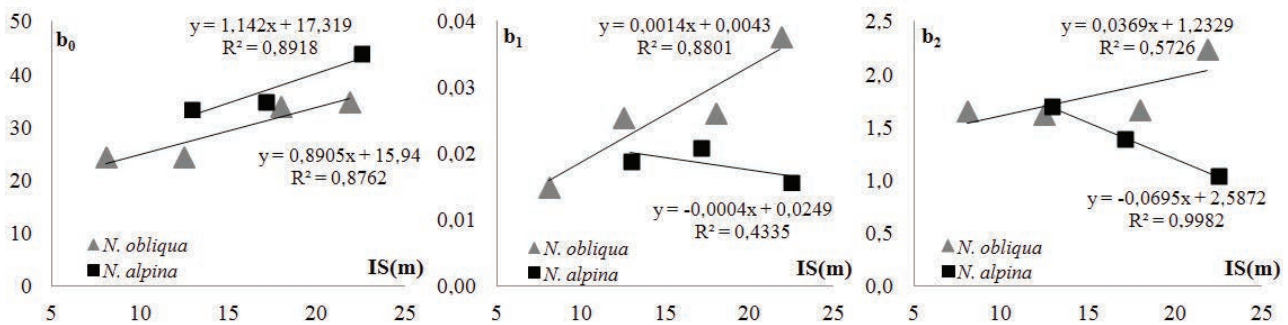 b0
y = 1,142x + 17,319
R² = 0,8918
y = 0,8905x + 15,94
R² = 0,8762
N. obliqua
N. alpina
IS(m)
50
40
30
20
10
0
5 10 15 20 25
b1
y = 0,0014x + 0,0043
R² = 0,8801
y = -0,0004x + 0,0249
R² = 0,4335
N. obliqua
N. alpina
IS(m)
0,04
0,03
0,02
0,01
0,00
5 10 15 20 25
b2
y = 0,0369x + 1,2329
R² = 0,5726
y = -0,0695x + 2,5872
R² = 0,9982
N. obliqua
N. alpina
IS(m)
2,5
2,0
1,5
1,0
0,5
0,0
5 10 15 20 25